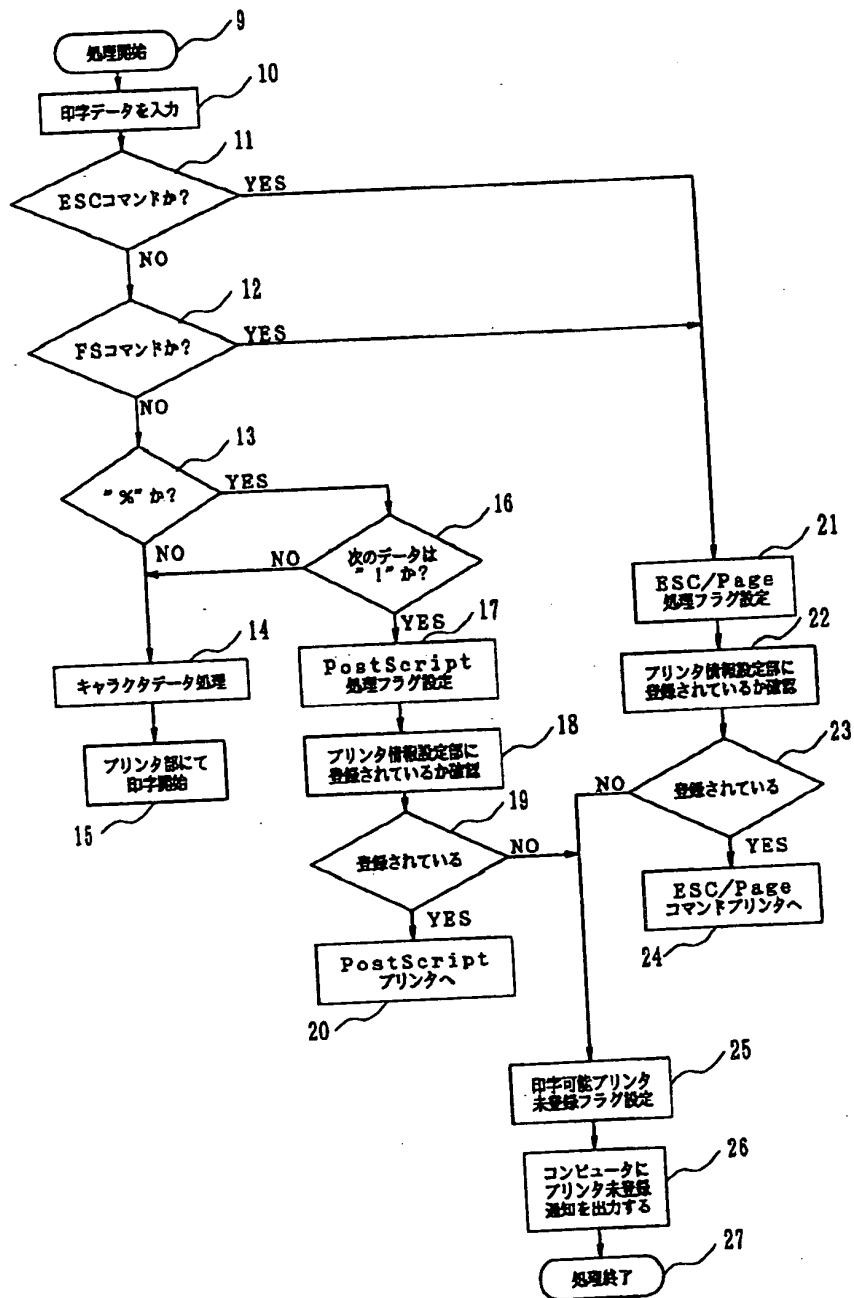 9
処理開始
10
印字データを入力
11
ESCコマンドか?
YES
NO
12
FSコマンドか?
YES
NO
13
"%"か?
YES
NO
16
次のデータは
"!"か?
NO
YES
14
キャラクタデータ処理
プリンタ部にて
印字開始
15
17
PostScript
処理フラグ設定
18
プリンタ情報設定部に
登録されているか確認
19
登録されている
NO
YES
PostScript
プリンタへ
20
21
ESC/Page
処理フラグ設定
22
プリンタ情報設定部に
登録されているか確認
23
登録されている
NO
YES
ESC/Page
コマンドプリンタへ
24
25
印字可能プリンタ
未登録フラグ設定
26
コンピュータに
プリンタ未登録
通知を出力する
27
処理終了